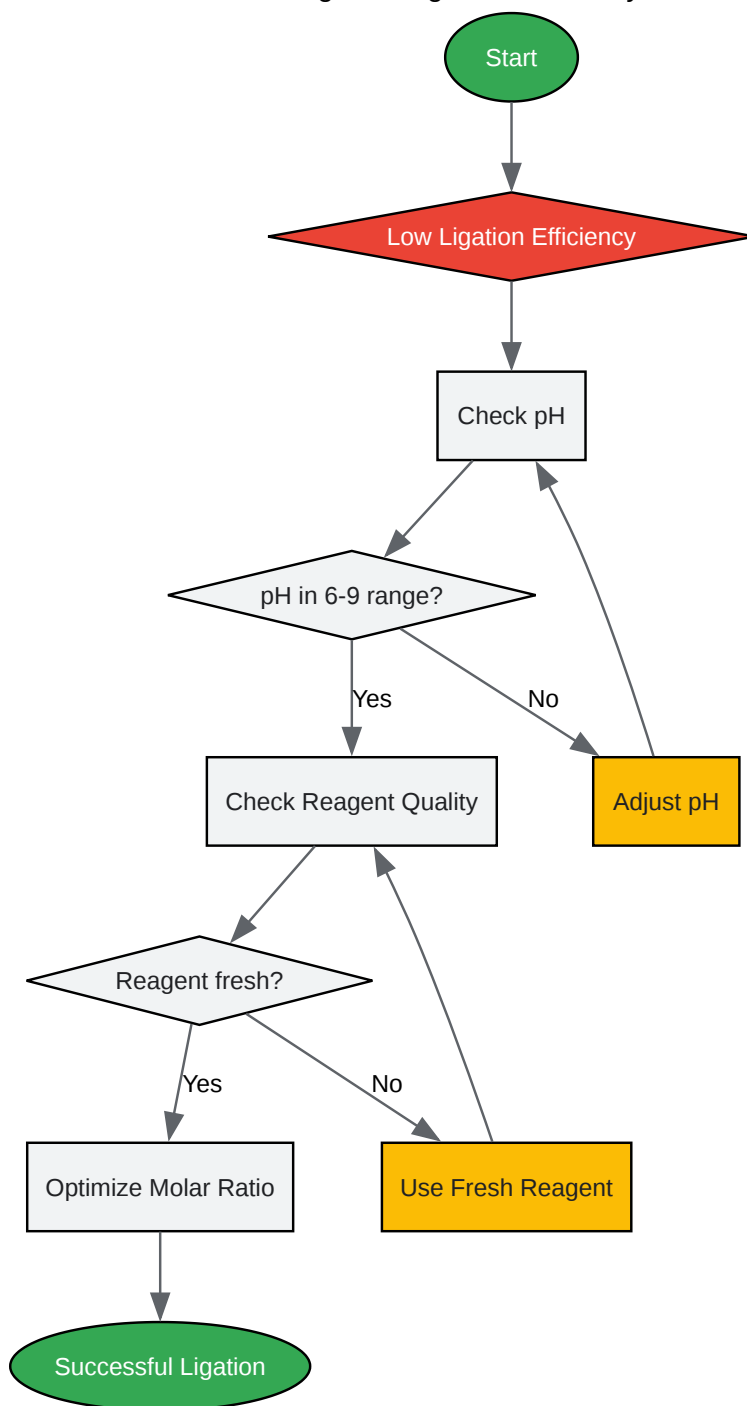 Start
Low Ligation Efficiency
Check pH
pH in 6-9 range?
Yes
No
Check Reagent Quality
Adjust pH
Reagent fresh?
Yes
No
Optimize Molar Ratio
Use Fresh Reagent
Successful Ligation